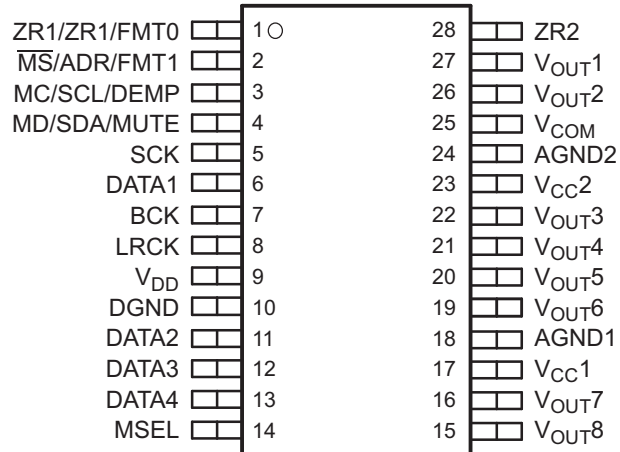 ZR1/ZR1/FMT0 1 28 ZR2
M̅S̅/ADR/FMT1 2 27 VOUT1
MC/SCL/DEMP 3 26 VOUT2
MD/SDA/MUTE 4 25 VCOM
SCK 5 24 AGND2
DATA1 6 23 VCC2
BCK 7 22 VOUT3
LRCK 8 21 VOUT4
VDD 9 20 VOUT5
DGND 10 19 VOUT6
DATA2 11 18 AGND1
DATA3 12 17 VCC1
DATA4 13 16 VOUT7
MSEL 14 15 VOUT8